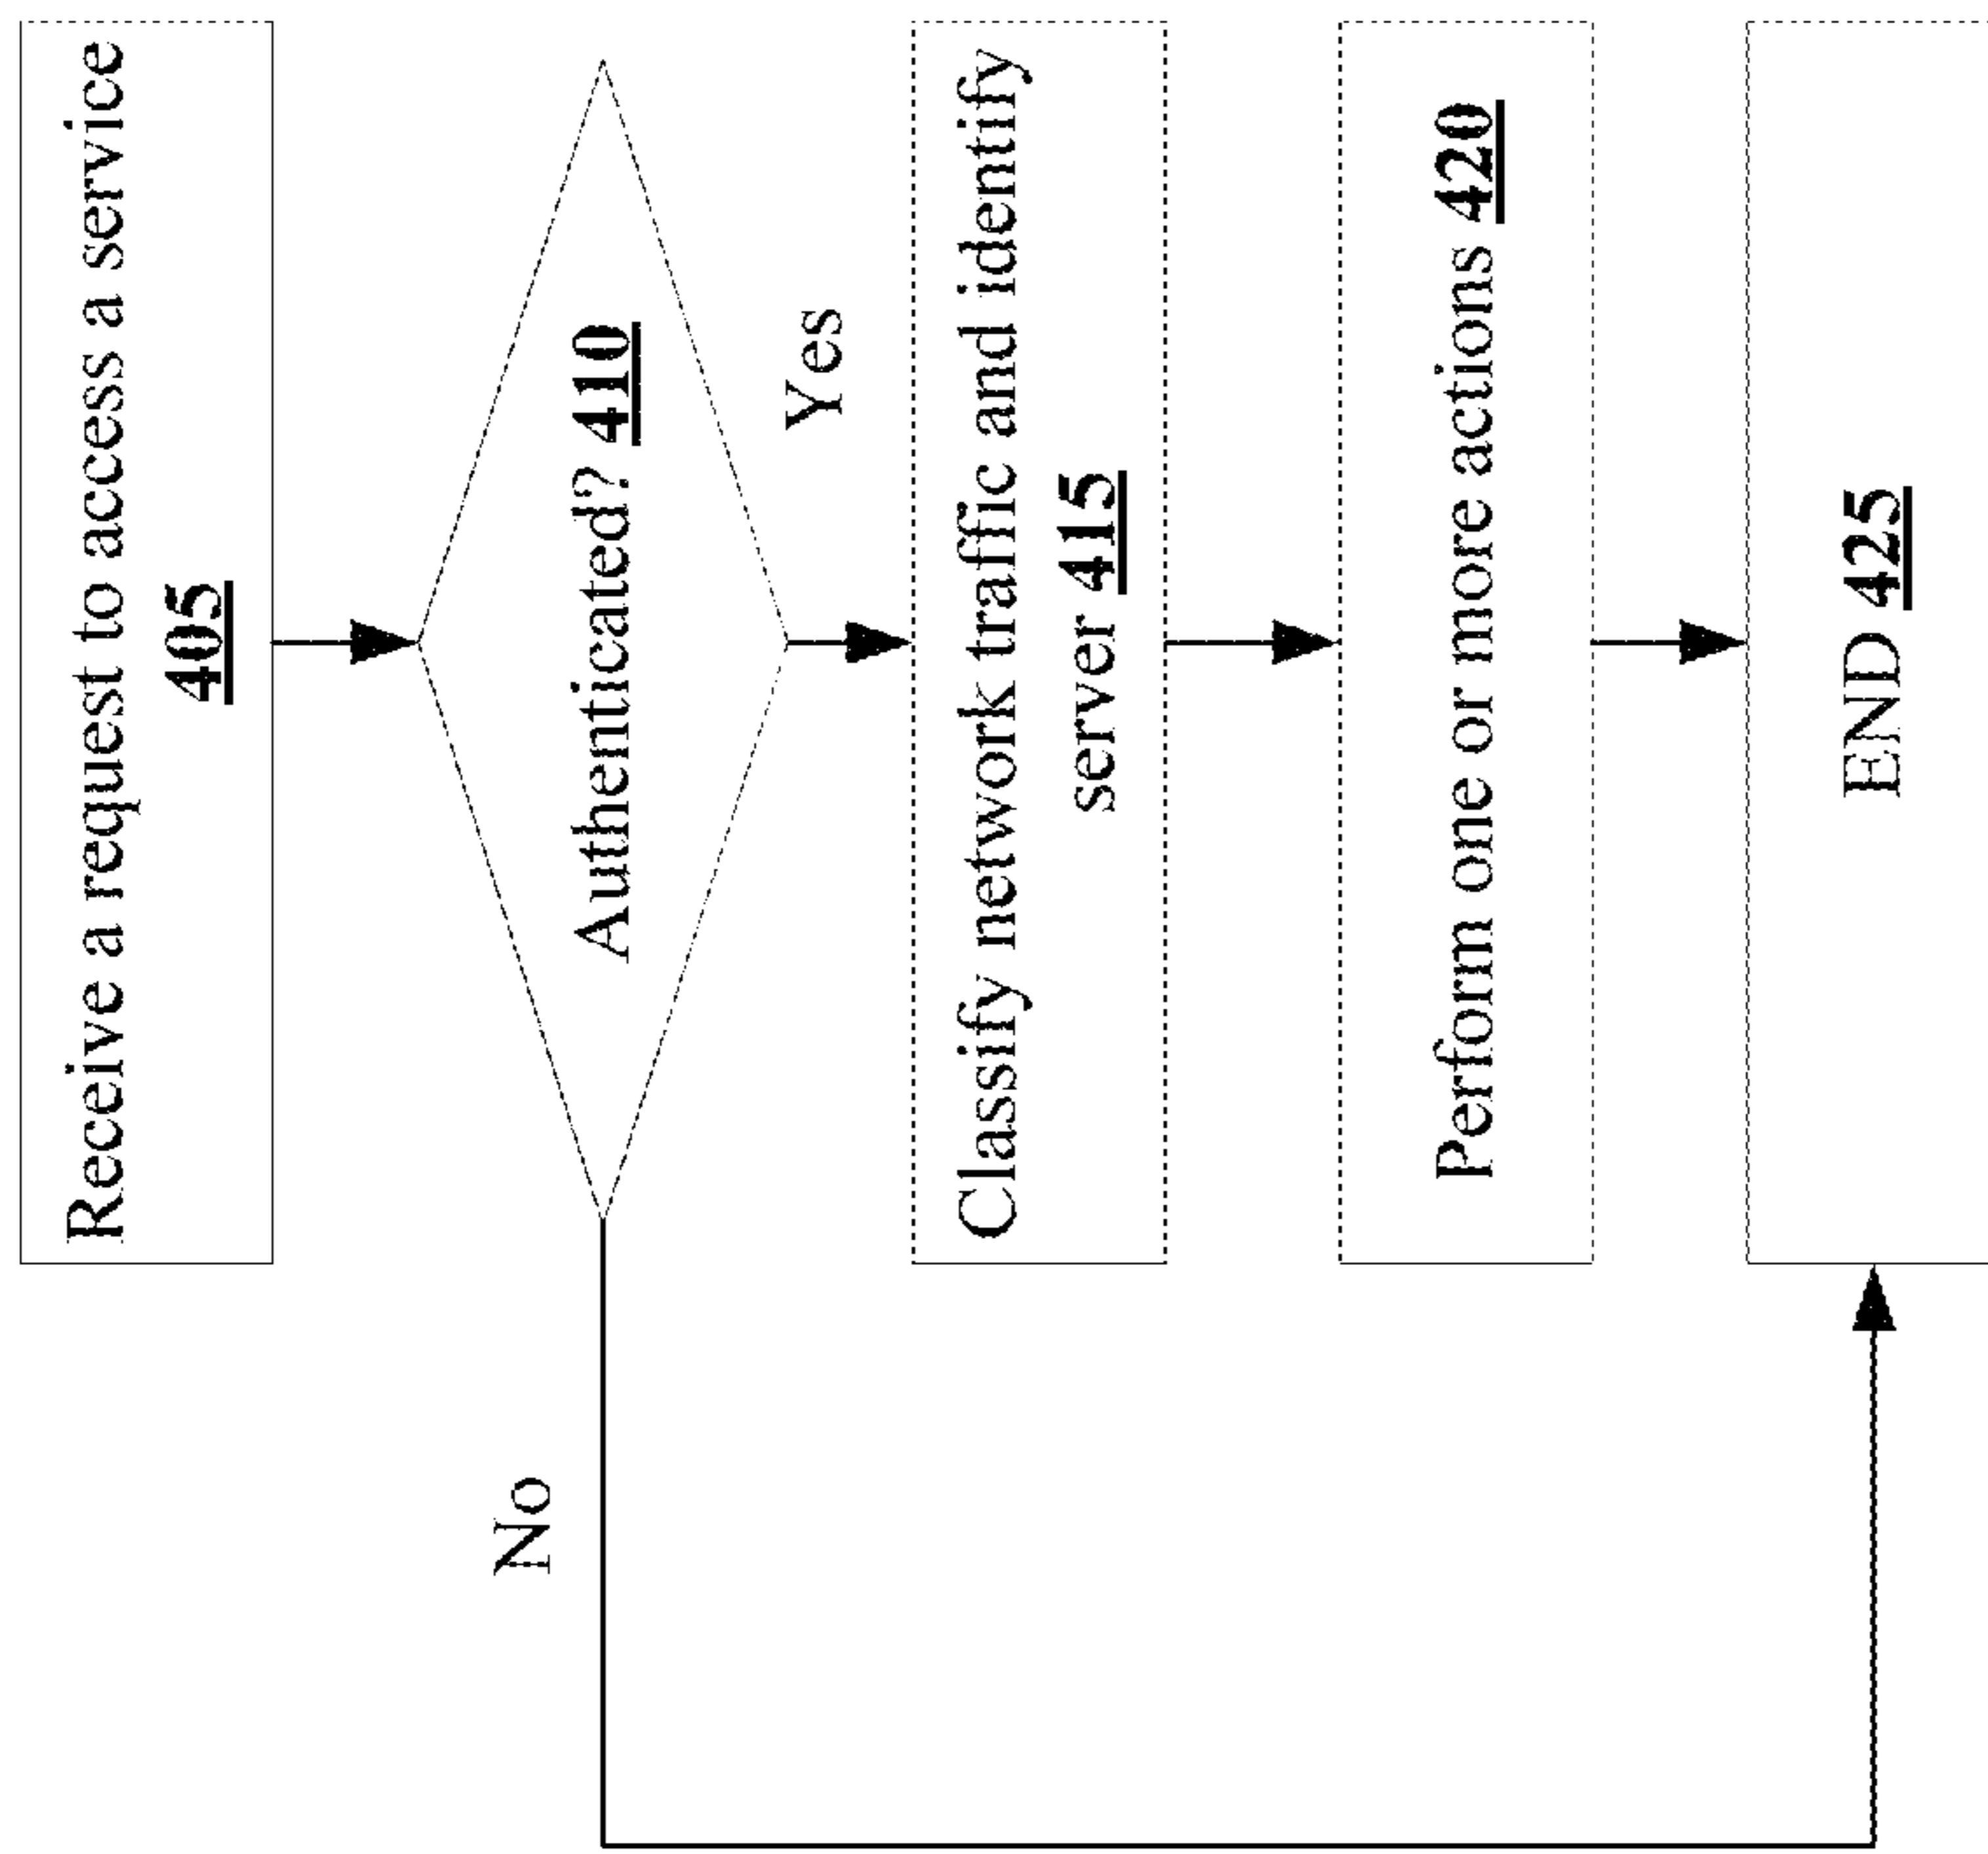 Receive a request to access a service
405
Authenticated? 410
No
Yes
Classify network traffic and identify
server 415
Perform one or more actions 420
END 425